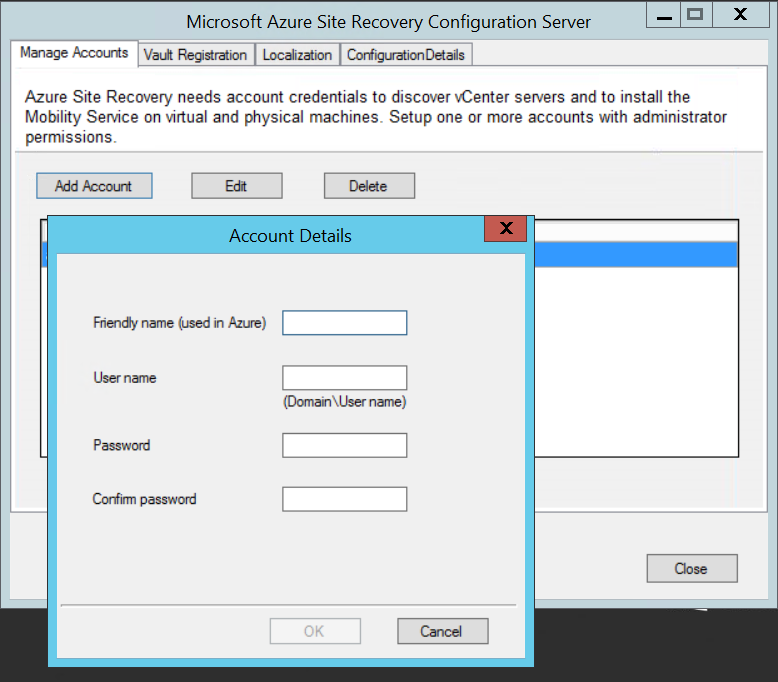 Microsoft Azure Site Recovery Configuration Server
X
Manage Accounts
Vault Registration
Localization
ConfigurationDetails
Azure Site Recovery needs account credentials to discover vCenter servers and to install the
Mobility Service on virtual and physical machines. Setup one or more accounts with administrator
permissions.
Add Account
Edit
Delete
Account Details
X
Friendly name (used in Azure)
User name
(Domain\User name)
Password
Confirm password
OK
Cancel
Close